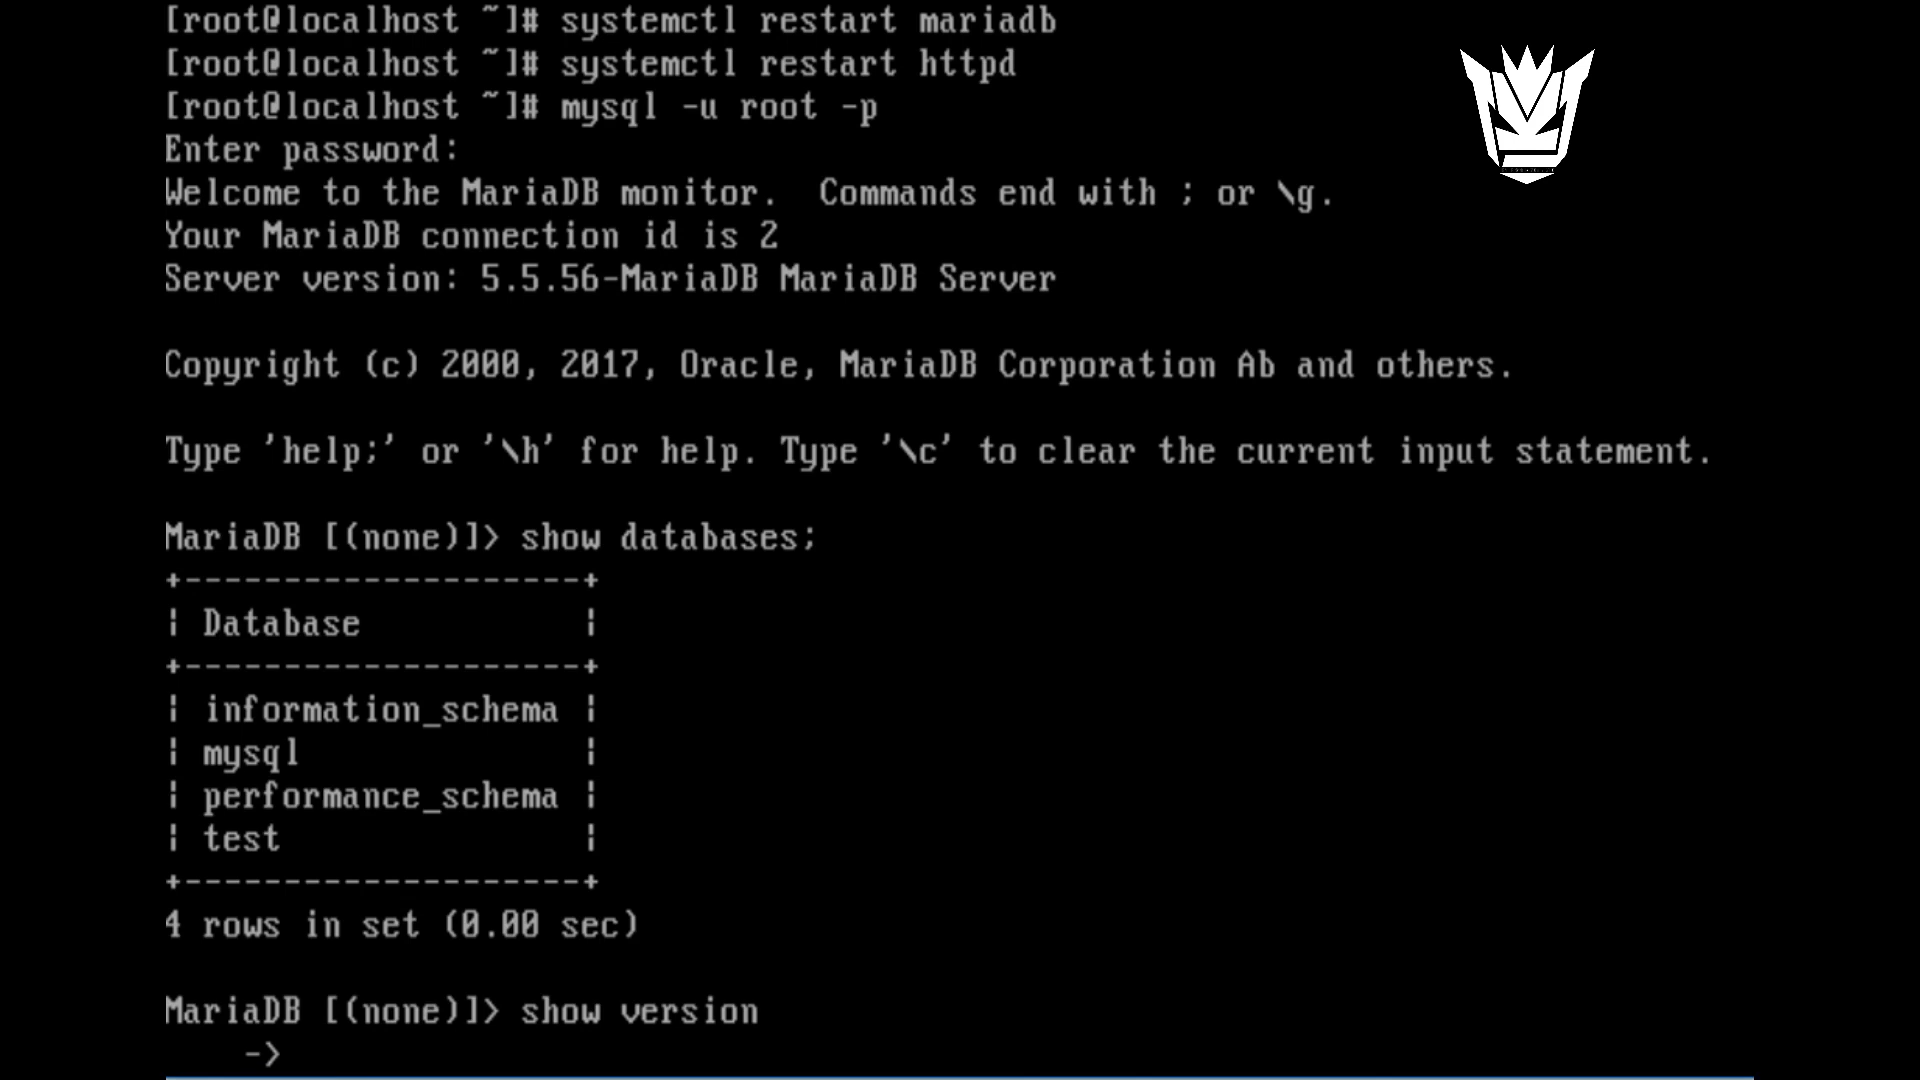 [root@localhost ~]# systemctl restart mariadb
[root@localhost ~]# systemctl restart httpd
[root@localhost ~]# mysql -u root -p
Enter password:
Welcome to the MariaDB monitor.  Commands end with ; or \g.
Your MariaDB connection id is 2
Server version: 5.5.56-MariaDB MariaDB Server
Copyright (c) 2000, 2017, Oracle, MariaDB Corporation Ab and others.
Type 'help;' or '\h' for help. Type '\c' to clear the current input statement.
MariaDB [(none)]> show databases;
+--------------------+
| Database           |
+--------------------+
| information_schema |
| mysql              |
| performance_schema |
| test               |
+--------------------+
4 rows in set (0.00 sec)
MariaDB [(none)]> show version
    ->